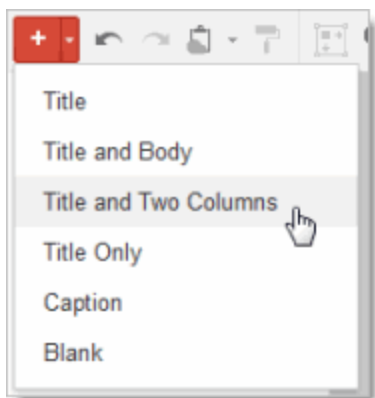 Title
Title and Body
Title and Two Columns
Title Only
Caption
Blank